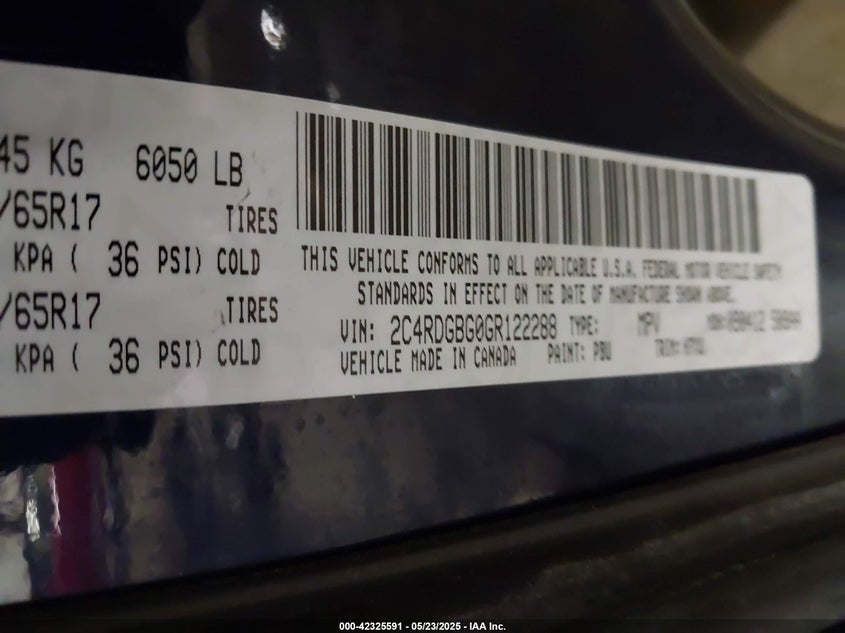 45 KG 6050 LB
/65R17 TIRES
KPA ( 36 PSI) COLD
/65R17 TIRES
KPA ( 36 PSI) COLD
THIS VEHICLE CONFORMS TO ALL APPLICABLE U.S.A. FEDERAL MOTOR VEHICLE SAFETY
STANDARDS IN EFFECT ON THE DATE OF MANUFACTURE SHOWN ABOVE.
VIN: 2C4RDGBG0GR122288 TYPE: MPV
VEHICLE MADE IN CANADA PAINT: PBU TRIM:
000-42325591 - 05/23/2025 - IAA Inc.